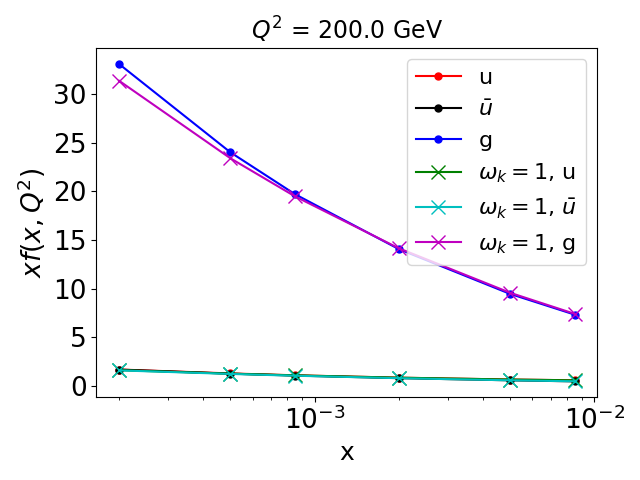 Q² = 200.0 GeV
xf(x, Q²)
30
25
20
15
10
5
0
u
ū
g
ωₖ = 1, u
ωₖ = 1, ū
ωₖ = 1, g
10⁻³
10⁻²
x